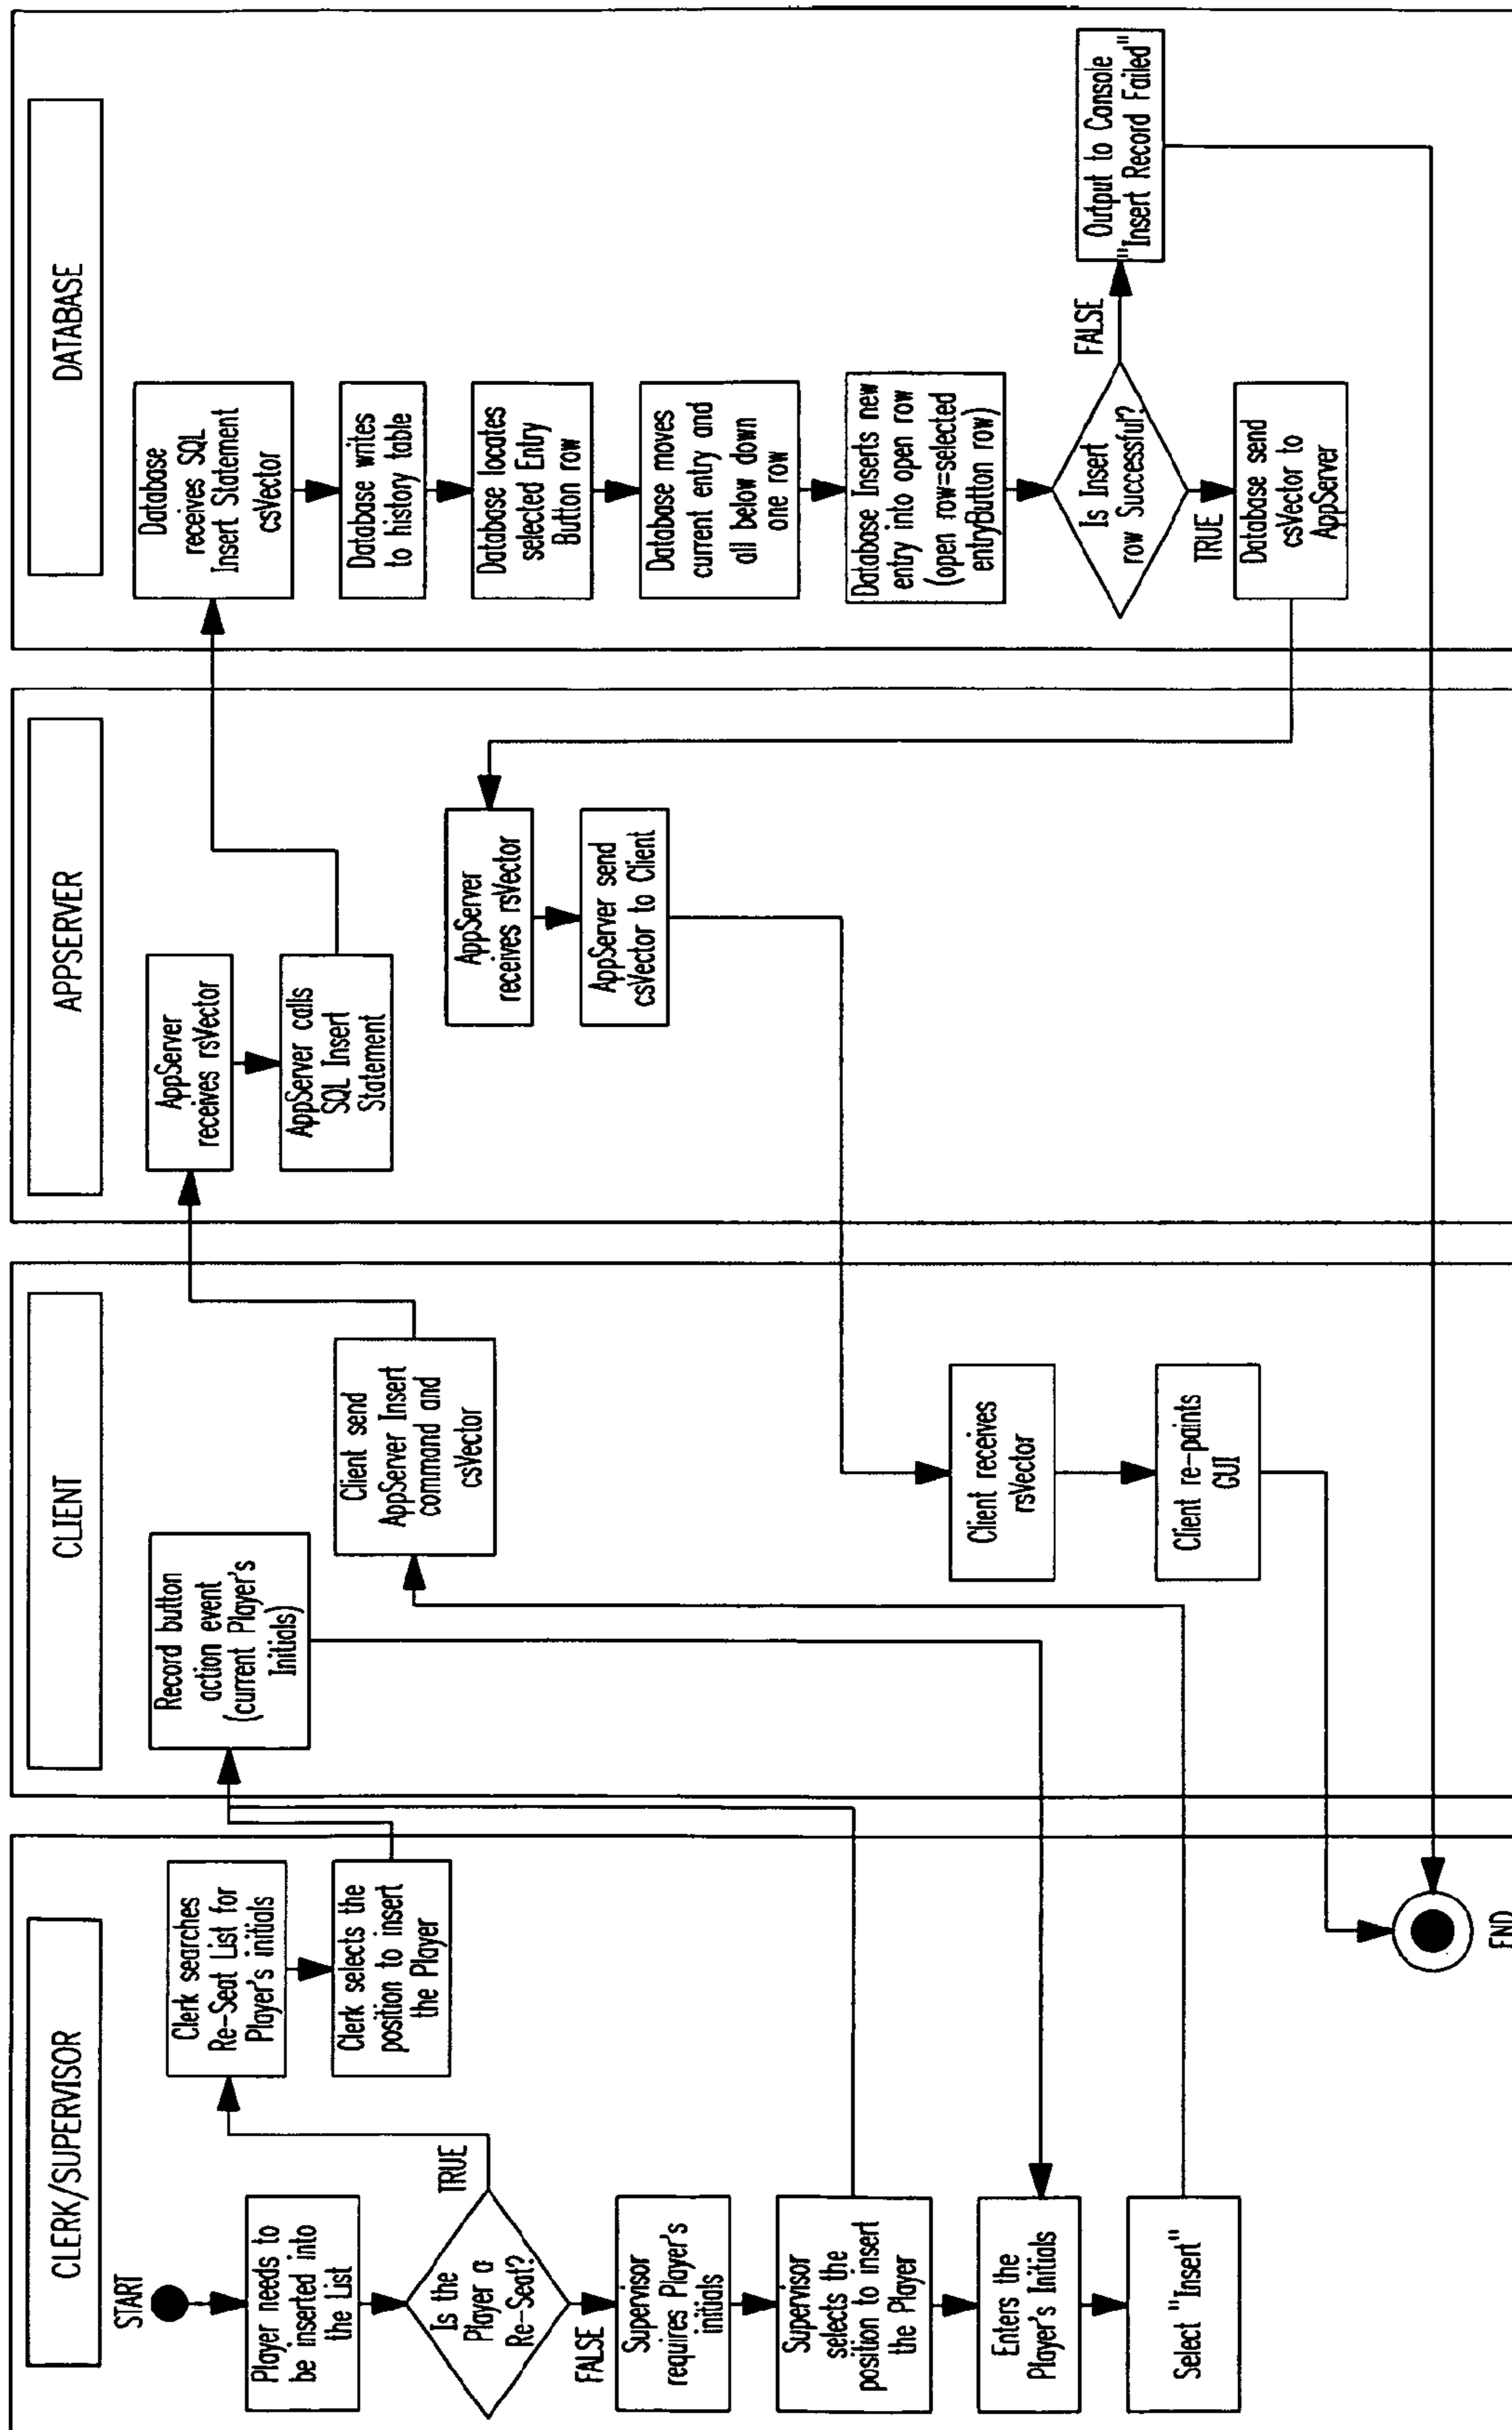 CLERK/SUPERVISOR
START
Player needs to
be inserted into
the List
Is the
Player a
Re-Seat?
TRUE
FALSE
Clerk searches
Re-Seat List for
Player's initials
Clerk selects the
position to insert
the Player
Supervisor
requires Player's
initials
Supervisor
selects the
position to insert
the Player
Enters the
Player's Initials
Select "Insert"
END
CLIENT
Record button
action event
(current Player's
Initials)
Client send
AppServer Insert
command and
csVector
Client receives
rsVector
Client re-paints
GUI
APPSERVER
AppServer
receives rsVector
AppServer calls
SQL Insert
Statement
AppServer
receives rsVector
AppServer send
csVector to Client
DATABASE
Database
receives SQL
Insert Statement
csVector
Database writes
to history table
Database locates
selected Entry
Button row
Database moves
current entry and
all below down
one row
Database Inserts new
entry into open row
(open row=selected
entryButton row)
Is Insert
row Successful?
FALSE
TRUE
Output to Console
"Insert Record Failed"
Database send
csVector to
AppServer